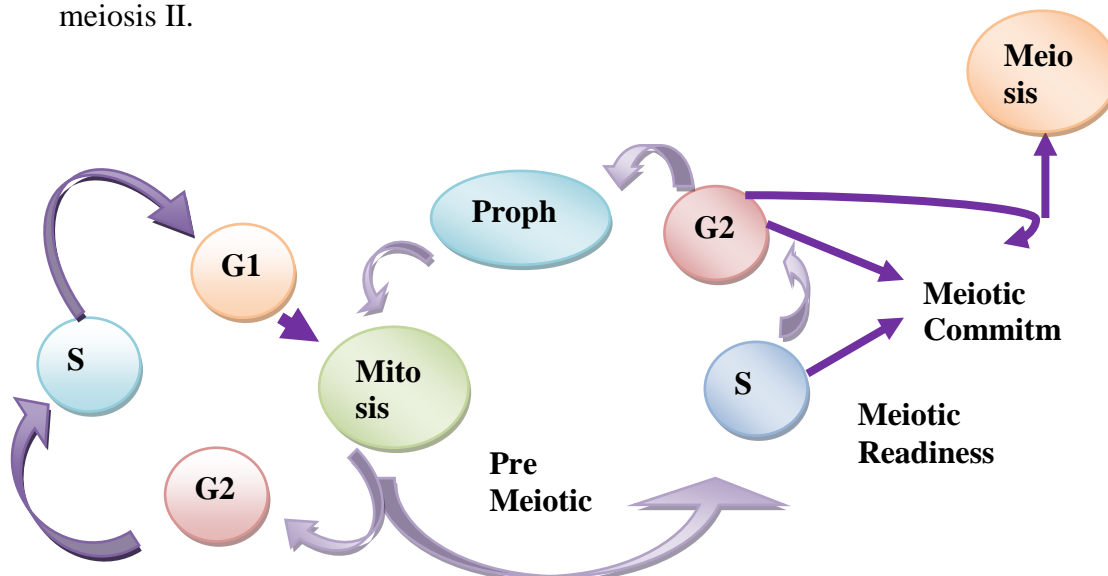 meiosis II.
Meio
sis
Proph
G2
G1
Meiotic
Commitm
S
Mito
sis
S
Meiotic
Readiness
Pre
Meiotic
G2